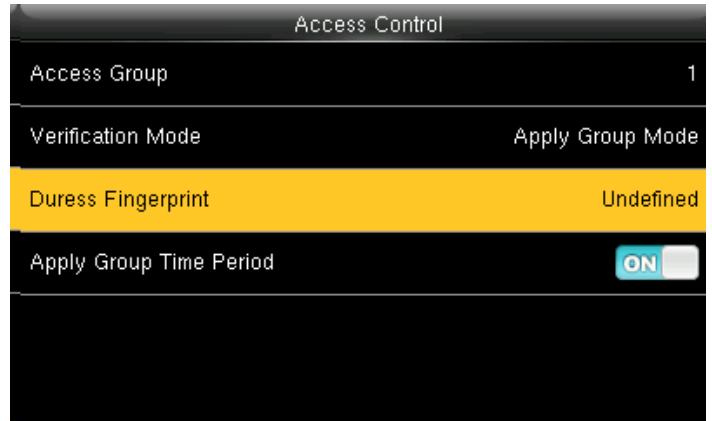 Access Control
Access Group 1
Verification Mode Apply Group Mode
Duress Fingerprint Undefined
Apply Group Time Period ON